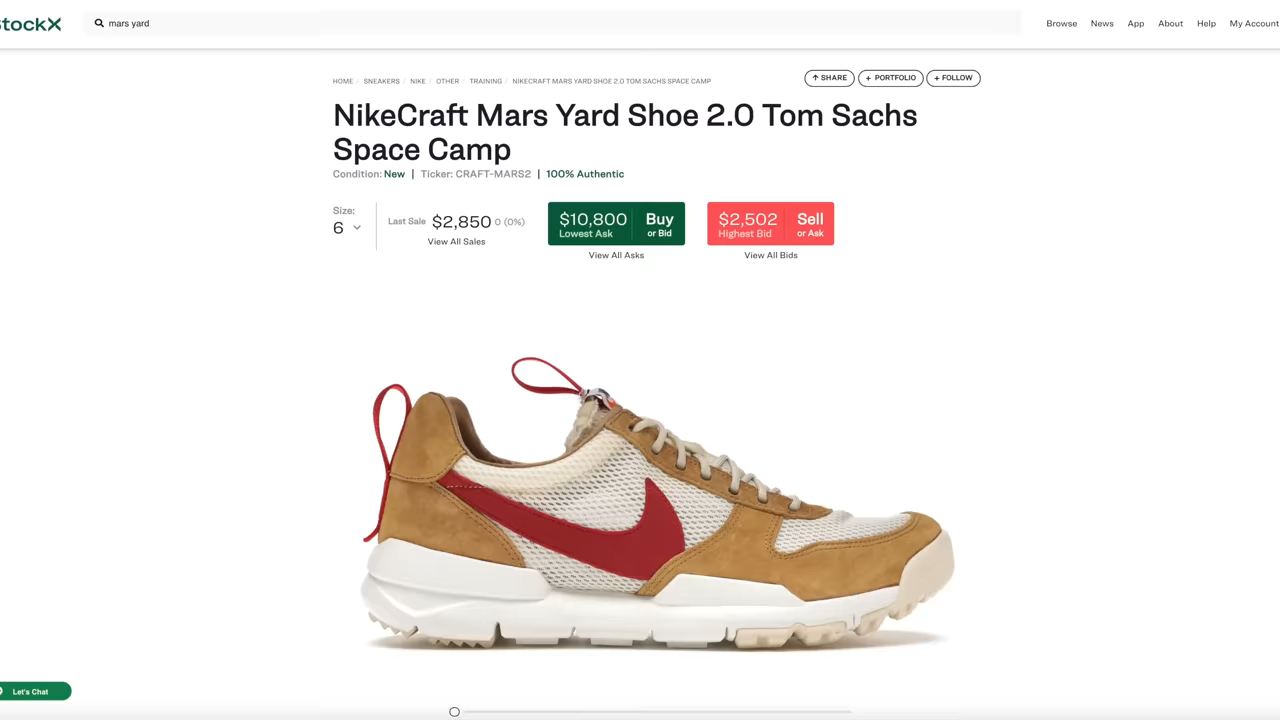 StockX
mars yard
Browse News App About Help My Account
HOME / SNEAKERS / NIKE / OTHER / TRAINING / NIKECRAFT MARS YARD SHOE 2.0 TOM SACHS SPACE CAMP
SHARE
+ PORTFOLIO
+ FOLLOW
NikeCraft Mars Yard Shoe 2.0 Tom Sachs
Space Camp
Condition: New | Ticker: CRAFT-MARS2 | 100% Authentic
Size:
6
Last Sale $2,850 0 (0%)
View All Sales
$10,800 Buy
Lowest Ask or Bid
View All Asks
$2,502 Sell
Highest Bid or Ask
View All Bids
Let's Chat